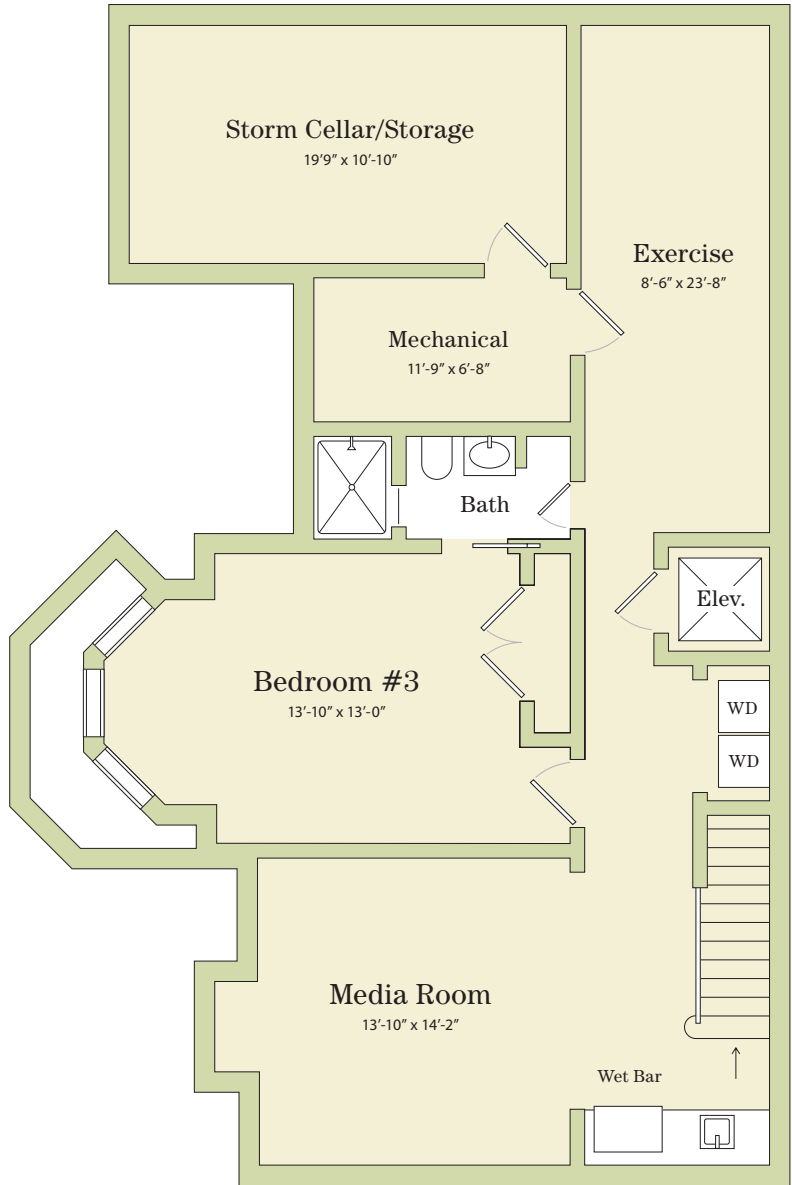 Storm Cellar/Storage
19’9” x 10’-10”
Exercise
8’-6” x 23’-8”
Mechanical
11’-9” x 6’-8”
Bath
Elev.
Bedroom #3
13’-10” x 13’-0”
WD
WD
Media Room
13’-10” x 14’-2”
Wet Bar